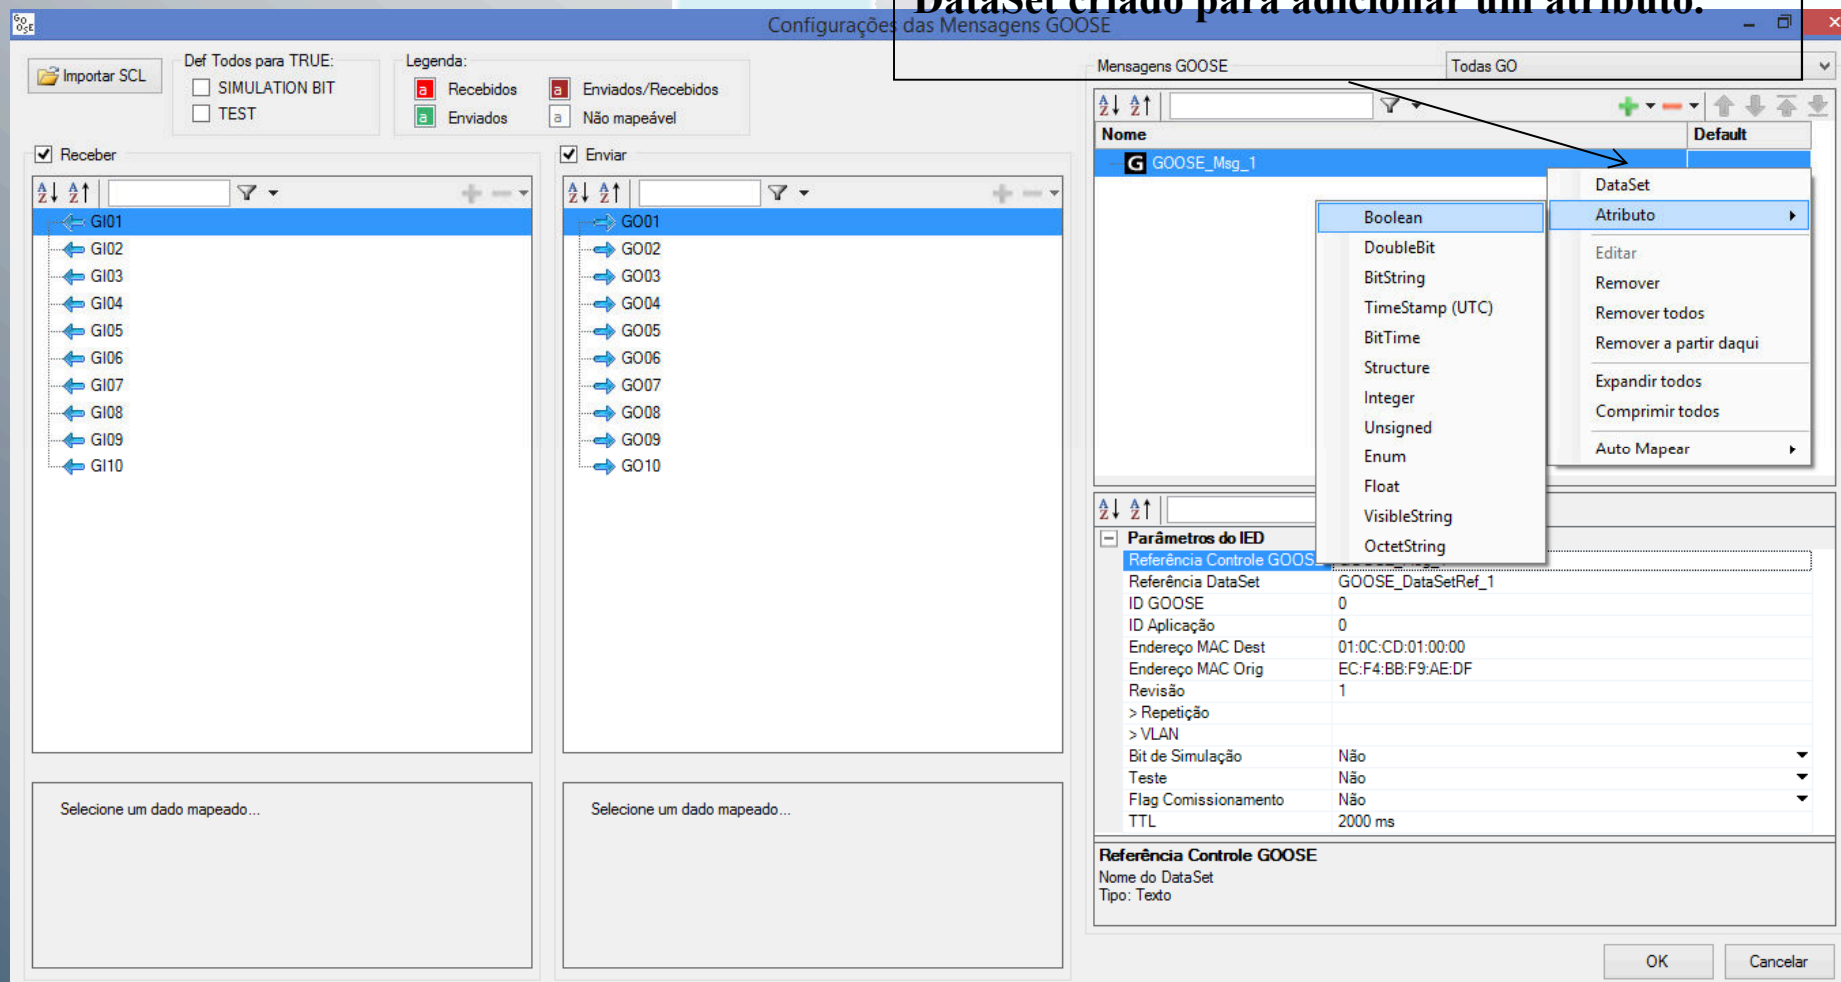 DataSet criado para adicionar um atributo.
GO
OSE
Configurações das Mensagens GOOSE
Importar SCL
Def Todos para TRUE:
SIMULATION BIT
TEST
Legenda:
a Recebidos
a Enviados/Recebidos
a Enviados
a Não mapeável
Mensagens GOOSE
Todas GO
Nome
Default
G GOOSE_Msg_1
DataSet
Atributo
Editar
Remover
Remover todos
Remover a partir daqui
Expandir todos
Comprimir todos
Auto Mapear
Boolean
DoubleBit
BitString
TimeStamp (UTC)
BitTime
Structure
Integer
Unsigned
Enum
Float
VisibleString
OctetString
Receber
GI01
GI02
GI03
GI04
GI05
GI06
GI07
GI08
GI09
GI10
Selecione um dado mapeado...
Enviar
GO01
GO02
GO03
GO04
GO05
GO06
GO07
GO08
GO09
GO10
Selecione um dado mapeado...
Parâmetros do IED
Referência Controle GOOS
Referência DataSet GOOSE_DataSetRef_1
ID GOOSE 0
ID Aplicação 0
Endereço MAC Dest 01:0C:CD:01:00:00
Endereço MAC Orig EC:F4:BB:F9:AE:DF
Revisão 1
> Repetição
> VLAN
Bit de Simulação Não
Teste Não
Flag Comissionamento Não
TTL 2000 ms
Referência Controle GOOSE
Nome do DataSet
Tipo: Texto
OK
Cancelar